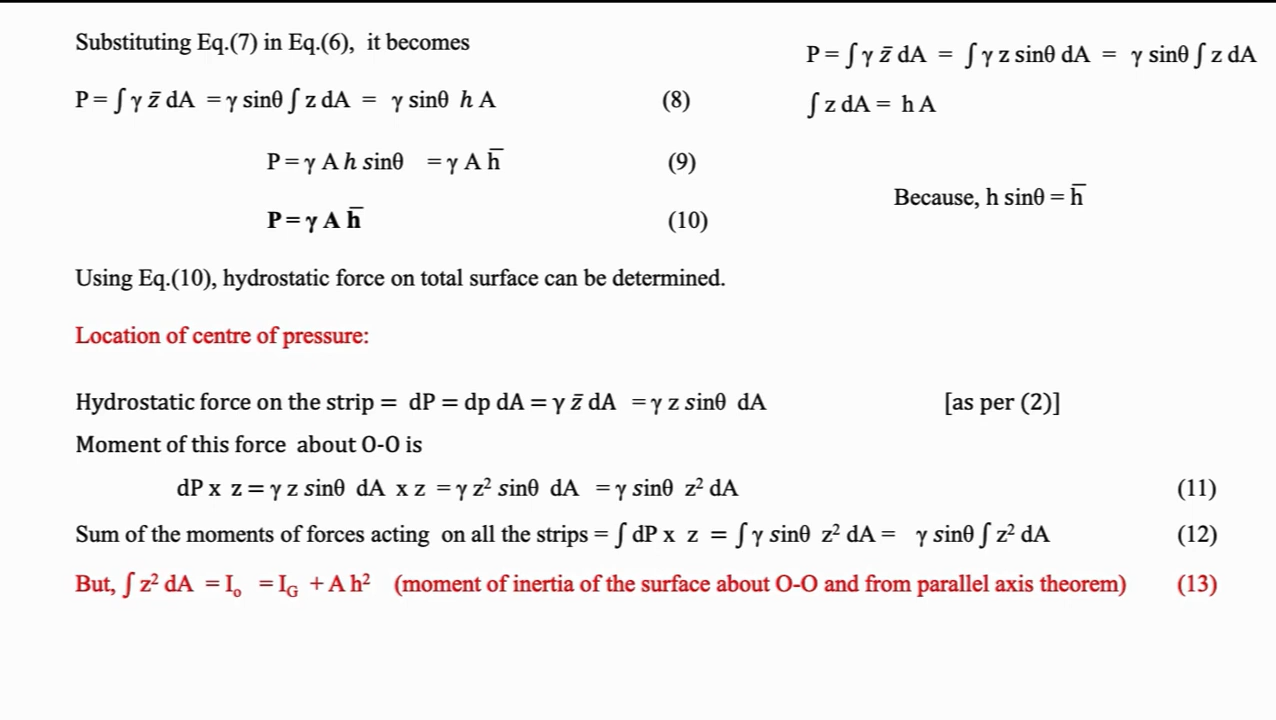 Substituting Eq.(7) in Eq.(6), it becomes
P = ∫ γ z̄ dA = ∫ γ z sinθ dA = γ sinθ ∫ z dA
P = ∫ γ z̄ dA = γ sinθ ∫ z dA = γ sinθ h A (8)
∫ z dA = h A
P = γ A h sinθ = γ A h̄ (9)
Because, h sinθ = h̄
P = γ A h̄ (10)
Using Eq.(10), hydrostatic force on total surface can be determined.
Location of centre of pressure:
Hydrostatic force on the strip = dP = dp dA = γ z̄ dA = γ z sinθ dA [as per (2)]
Moment of this force about O-O is
dP x z = γ z sinθ dA x z = γ z² sinθ dA = γ sinθ z² dA (11)
Sum of the moments of forces acting on all the strips = ∫ dP x z = ∫ γ sinθ z² dA = γ sinθ ∫ z² dA (12)
But, ∫ z² dA = Iₒ = I_G + A h² (moment of inertia of the surface about O-O and from parallel axis theorem) (13)